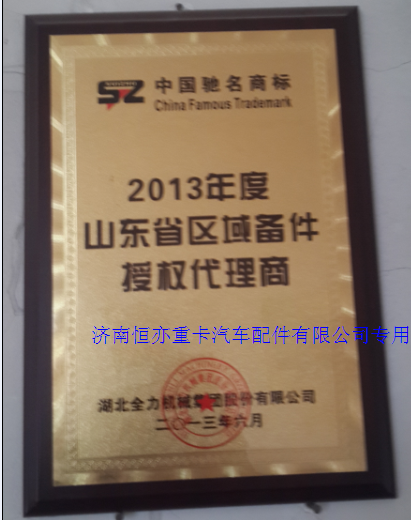 SZ
中国驰名商标
China Famous Trademark
2013年度
山东省区域备件
授权代理商
济南恒亦重卡汽车配件有限公司专用
湖北全力机械集团股份有限公司
二〇一三年六月